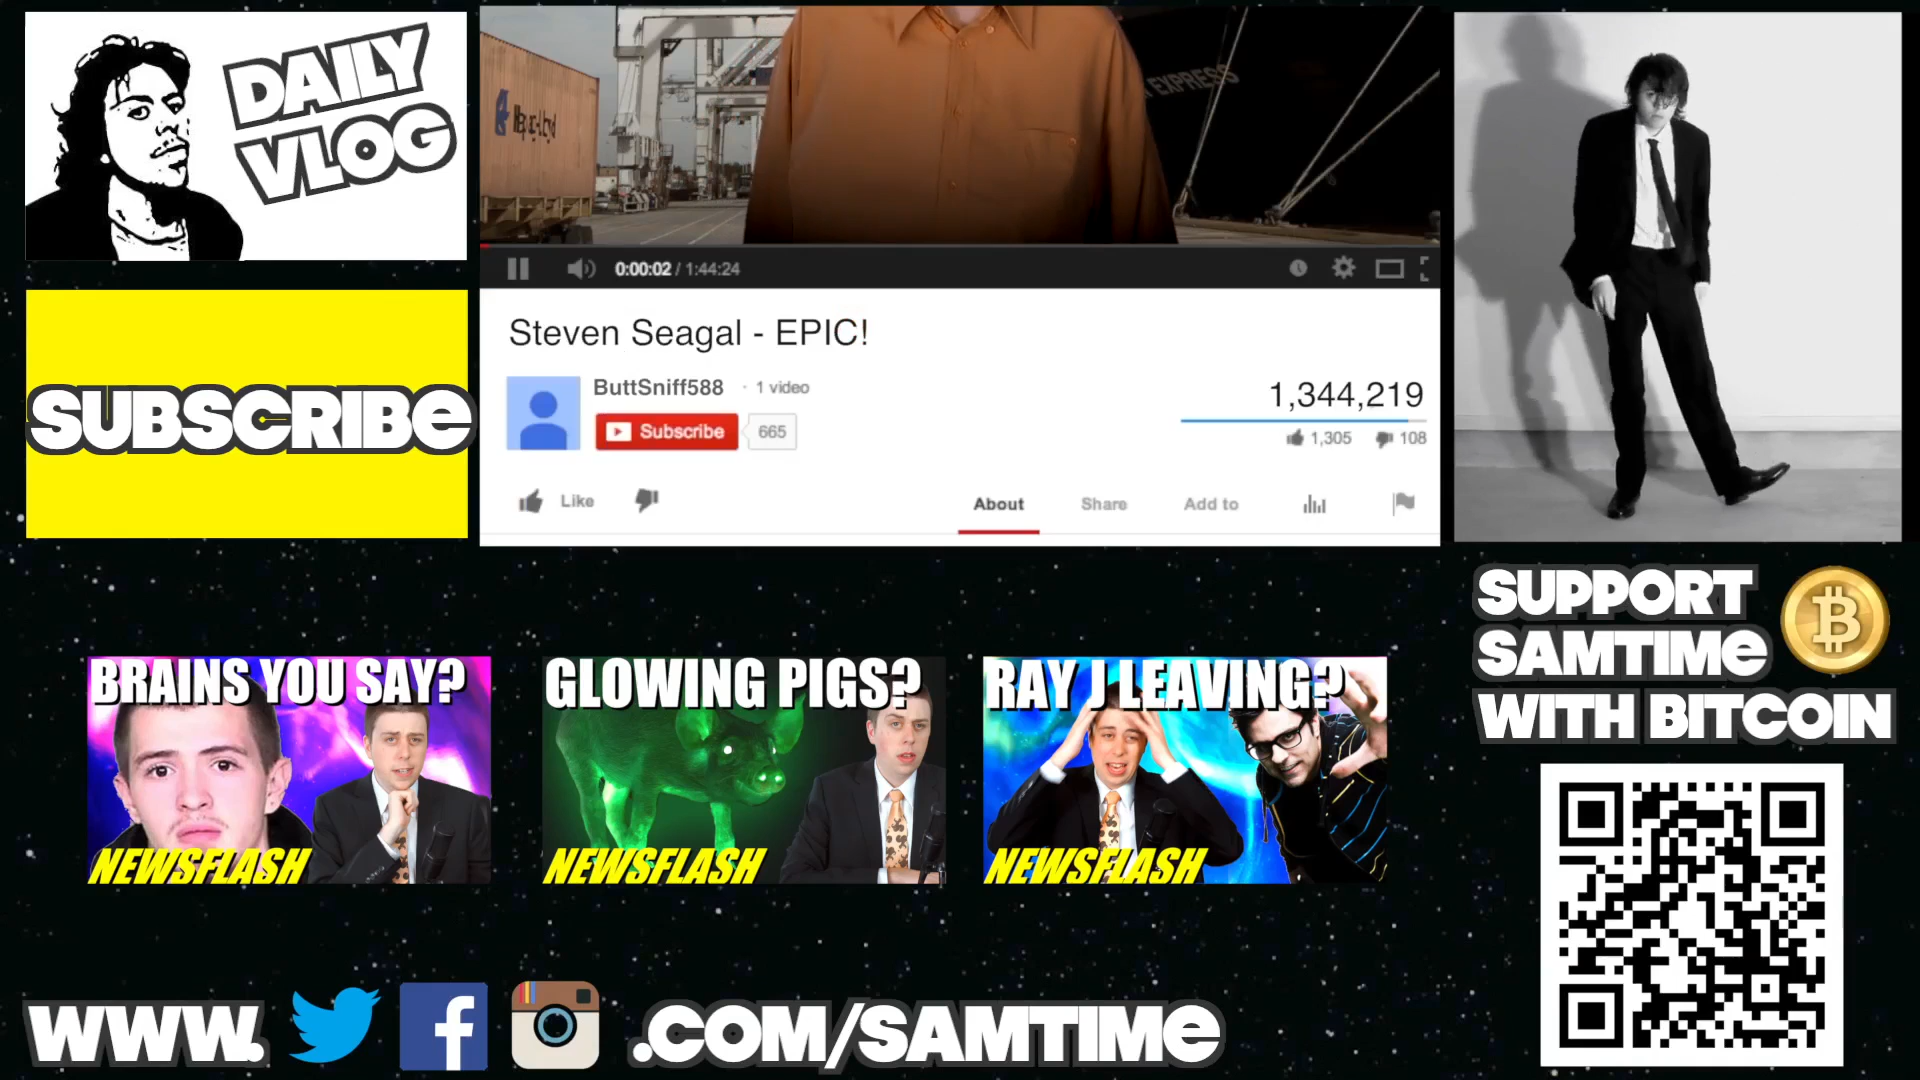 DAILY
VLOG
EXPRESS
0:00:02 / 1:44:24
SUBSCRIBE
Steven Seagal - EPIC!
ButtSniff588 · 1 video
Subscribe 665
1,344,219
1,305 108
Like
About Share Add to
SUPPORT
SAMTIME
WITH BITCOIN
BRAINS YOU SAY?
NEWSFLASH
GLOWING PIGS?
NEWSFLASH
RAY J LEAVING?
NEWSFLASH
WWW. .COM/SAMTIME